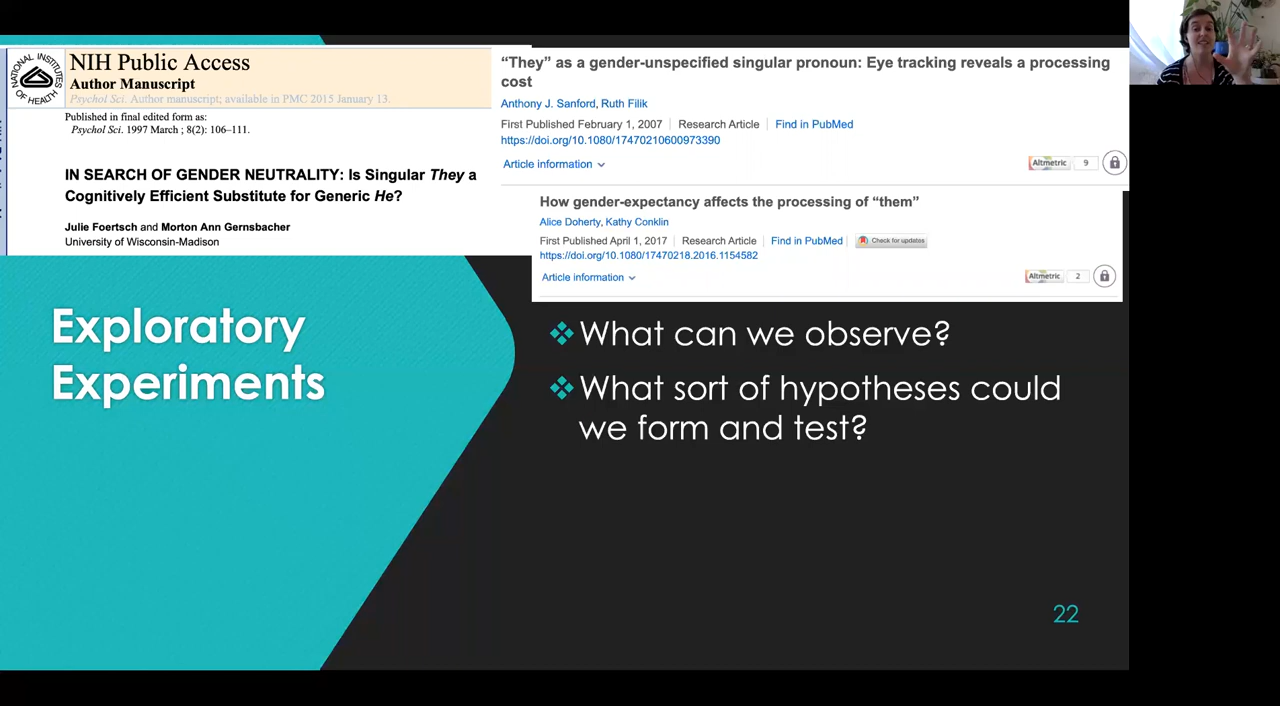 NATIONAL INSTITUTES OF HEALTH
NIH Public Access
Author Manuscript
Psychol Sci. Author manuscript; available in PMC 2015 January 13.
Published in final edited form as:
Psychol Sci. 1997 March ; 8(2): 106–111.
IN SEARCH OF GENDER NEUTRALITY: Is Singular They a
Cognitively Efficient Substitute for Generic He?
Julie Foertsch and Morton Ann Gernsbacher
University of Wisconsin-Madison
“They” as a gender-unspecified singular pronoun: Eye tracking reveals a processing
cost
Anthony J. Sanford, Ruth Filik
First Published February 1, 2007 | Research Article | Find in PubMed
https://doi.org/10.1080/17470210600973390
Article information
Altmetric 9
How gender-expectancy affects the processing of “them”
Alice Doherty, Kathy Conklin
First Published April 1, 2017 | Research Article | Find in PubMed | Check for updates
https://doi.org/10.1080/17470218.2016.1154582
Article information
Altmetric 2
Exploratory
Experiments
What can we observe?
What sort of hypotheses could
we form and test?
22